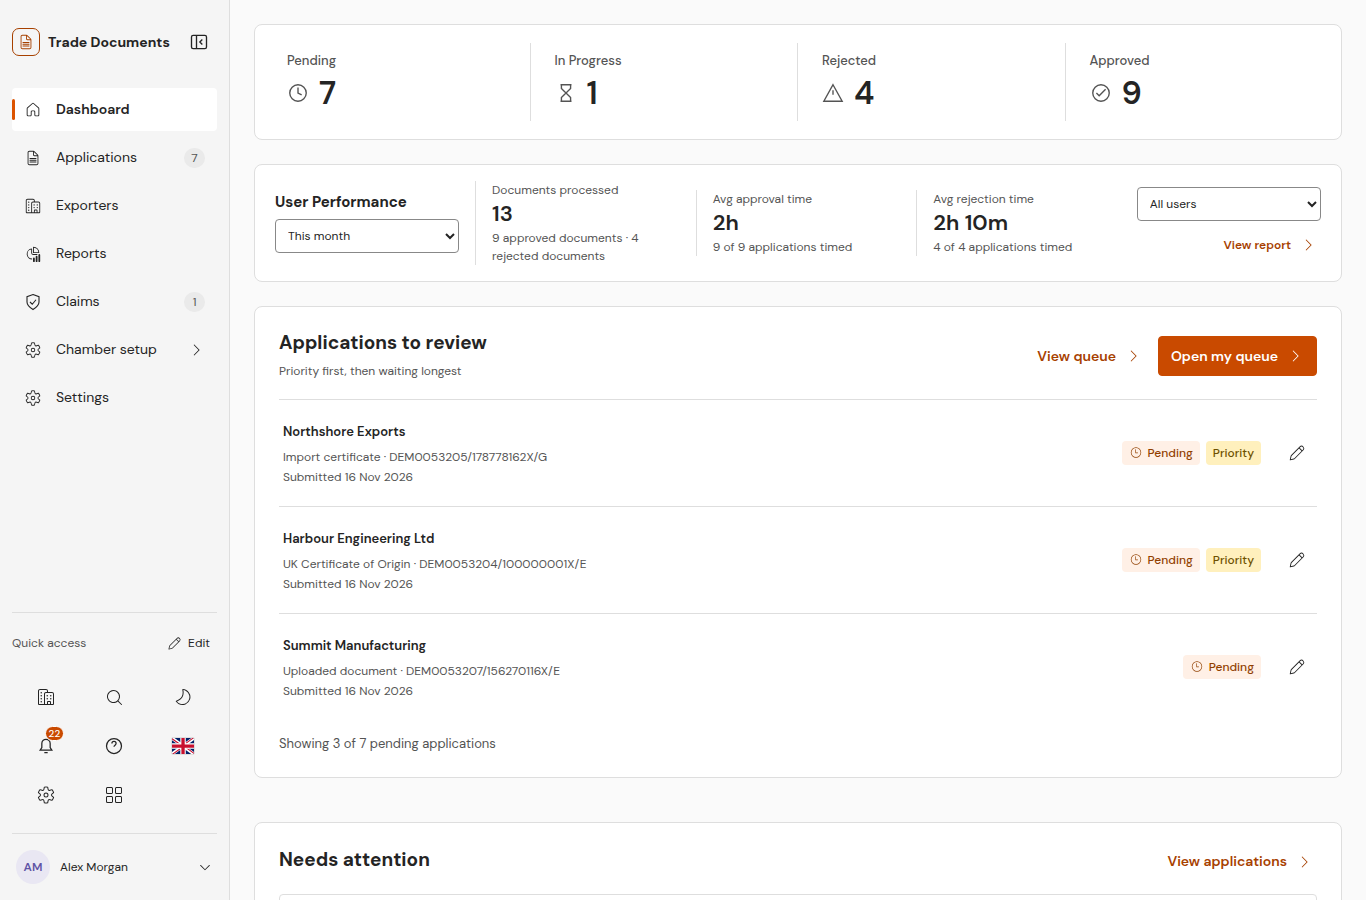 Trade Documents
Dashboard
Applications 7
Exporters
Reports
Claims 1
Chamber setup
Settings
Quick access Edit
22
AM Alex Morgan
Pending
7
In Progress
1
Rejected
4
Approved
9
User Performance
This month
Documents processed
13
9 approved documents · 4
rejected documents
Avg approval time
2h
9 of 9 applications timed
Avg rejection time
2h 10m
4 of 4 applications timed
All users
View report
Applications to review
Priority first, then waiting longest
View queue
Open my queue
Northshore Exports
Import certificate · DEM0053205/178778162X/G
Submitted 16 Nov 2026
Pending Priority
Harbour Engineering Ltd
UK Certificate of Origin · DEM0053204/100000001X/E
Submitted 16 Nov 2026
Pending Priority
Summit Manufacturing
Uploaded document · DEM0053207/156270116X/E
Submitted 16 Nov 2026
Pending
Showing 3 of 7 pending applications
Needs attention
View applications